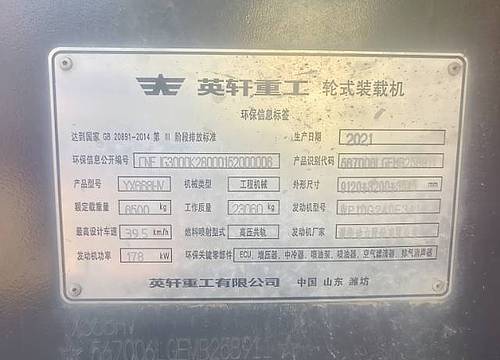 英轩重工 轮式装载机
环保信息标签
达到国家 GB 20891-2014 第 III 阶段排放标准 生产日期 2021
环保信息公开编号 CNF IG3000K28000152000006 产品识别代码
产品型号 YX668HV 机械类型 工程机械 外形尺寸 mm
额定载重量 6500 kg 工作质量 23080 kg 发动机型号
最高设计车速 39.5 km/h 燃料喷射型式 高压共轨 发动机厂家
发动机功率 178 kW 环保关键零部件 ECU、增压器、中冷器、喷油泵、喷油器、空气滤清器、排气消声器
英轩重工有限公司 中国 山东 潍坊